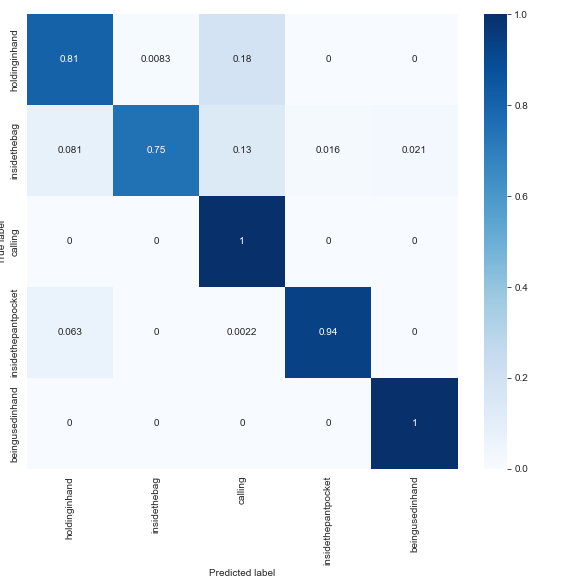 holdinginhand 0.81 0.0083 0.18 0 0
insidethebag 0.081 0.75 0.13 0.016 0.021
True label
calling 0 0 1 0 0
insidethepantpocket 0.063 0 0.0022 0.94 0
beingusedinhand 0 0 0 0 1
holdinginhand insidethebag calling insidethepantpocket beingusedinhand
Predicted label
1.0
0.8
0.6
0.4
0.2
0.0